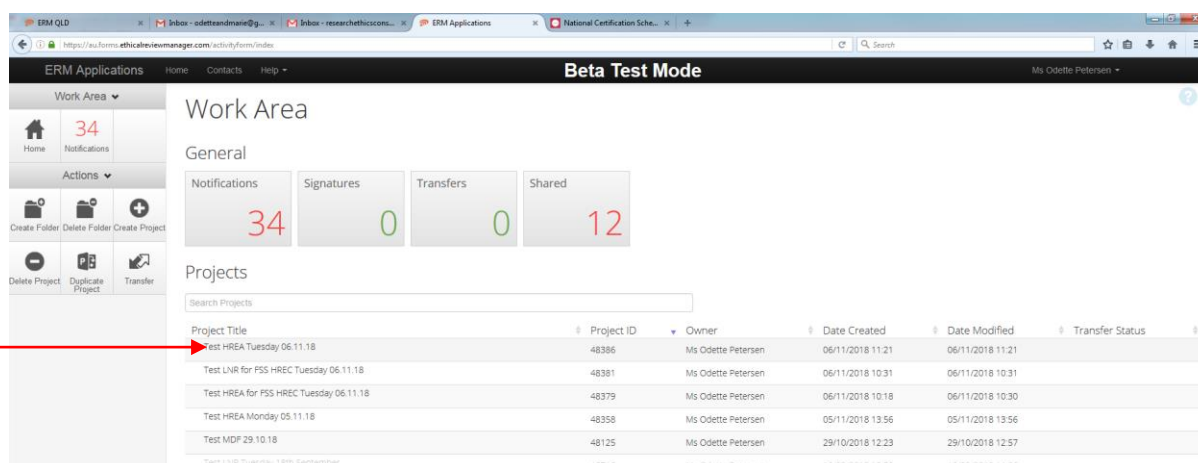 ERM QLD
Inbox - odetteandmarie@g...
Inbox - researchethicscons...
ERM Applications
National Certification Sche...
https://au.forms.ethicalreviewmanager.com/activityform/index
Search
ERM Applications
Home
Contacts
Help
Beta Test Mode
Ms Odette Petersen
Work Area
Home
34
Notifications
Actions
Create Folder
Delete Folder
Create Project
Delete Project
Duplicate Project
Transfer
Work Area
General
Notifications
34
Signatures
0
Transfers
0
Shared
12
Projects
Search Projects
Project Title Project ID Owner Date Created Date Modified Transfer Status
Test HREA Tuesday 06.11.18 48386 Ms Odette Petersen 06/11/2018 11:21 06/11/2018 11:21
Test LNR for FSS HREC Tuesday 06.11.18 48381 Ms Odette Petersen 06/11/2018 10:31 06/11/2018 10:31
Test HREA for FSS HREC Tuesday 06.11.18 48379 Ms Odette Petersen 06/11/2018 10:18 06/11/2018 10:30
Test HREA Monday 05.11.18 48358 Ms Odette Petersen 05/11/2018 13:56 05/11/2018 13:56
Test MDF 29.10.18 48125 Ms Odette Petersen 29/10/2018 12:23 29/10/2018 12:57
Test LNR Tuesday 18th September